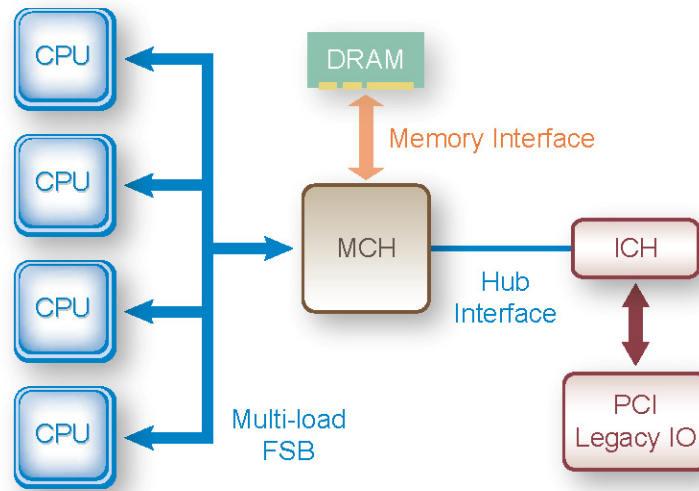 CPU
CPU
CPU
CPU
Multi-load
FSB
DRAM
Memory Interface
MCH
Hub
Interface
ICH
PCI
Legacy IO